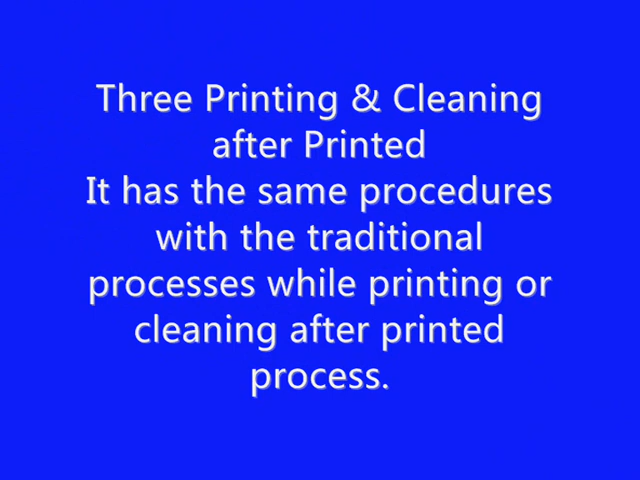 Three Printing & Cleaning
after Printed
It has the same procedures
with the traditional
processes while printing or
cleaning after printed
process.